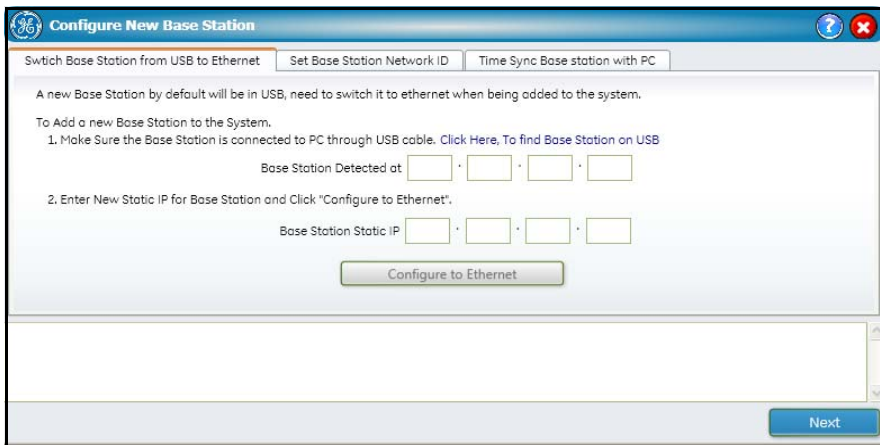 Configure New Base Station
?
Swtich Base Station from USB to Ethernet
Set Base Station Network ID
Time Sync Base station with PC
A new Base Station by default will be in USB, need to switch it to ethernet when being added to the system.
To Add a new Base Station to the System.
1. Make Sure the Base Station is connected to PC through USB cable. Click Here, To find Base Station on USB
Base Station Detected at . . .
2. Enter New Static IP for Base Station and Click "Configure to Ethernet".
Base Station Static IP . . .
Configure to Ethernet
Next